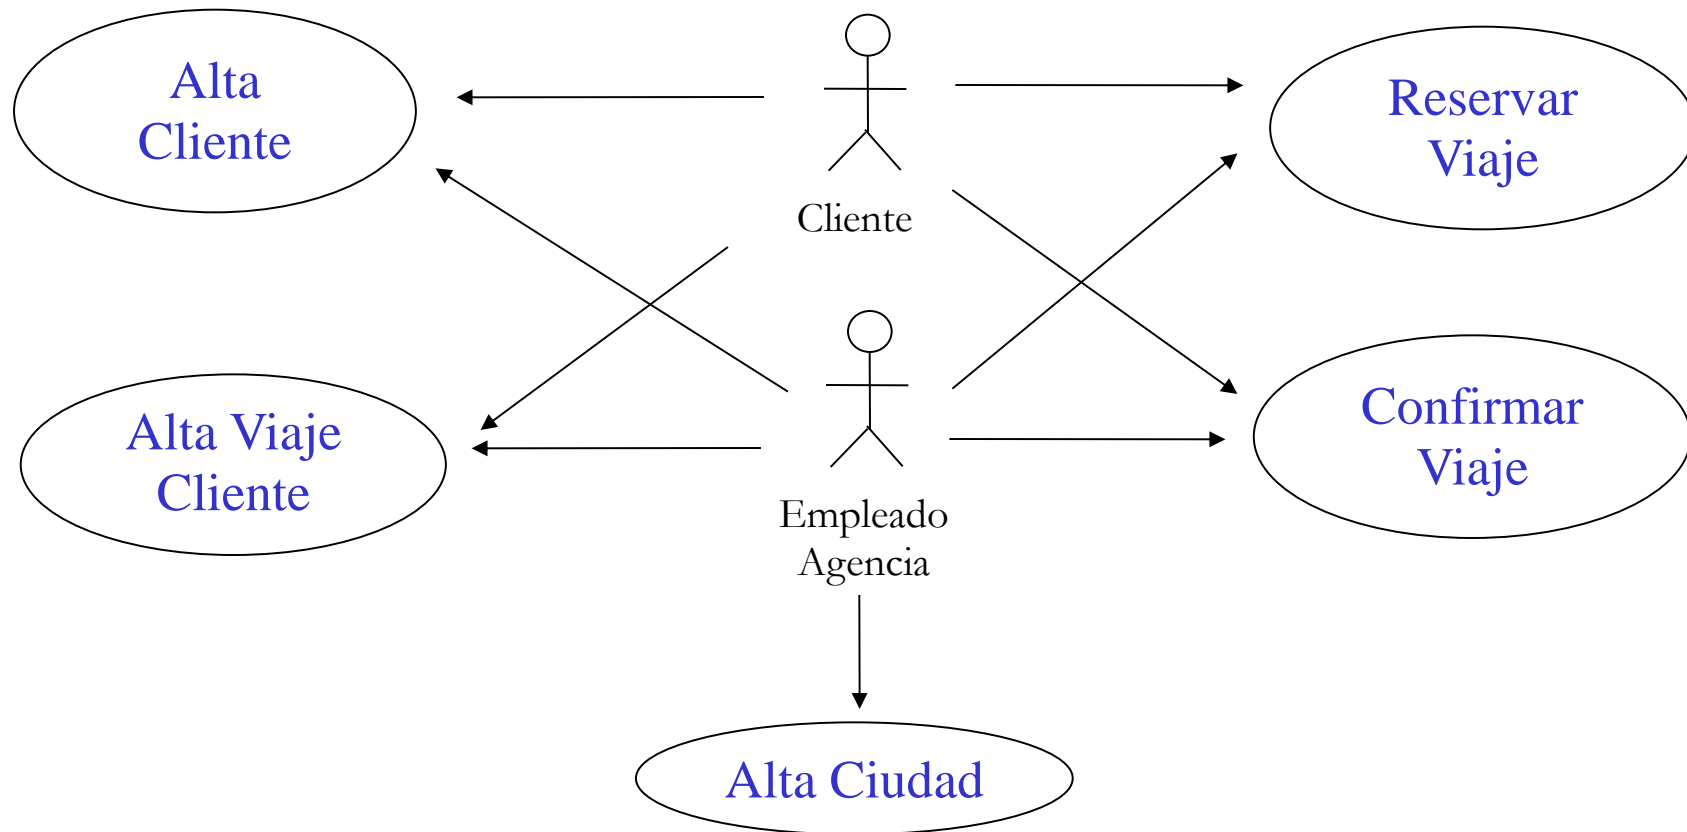 Alta
Cliente
Cliente
Reservar
Viaje
Alta Viaje
Cliente
Empleado
Agencia
Confirmar
Viaje
Alta Ciudad